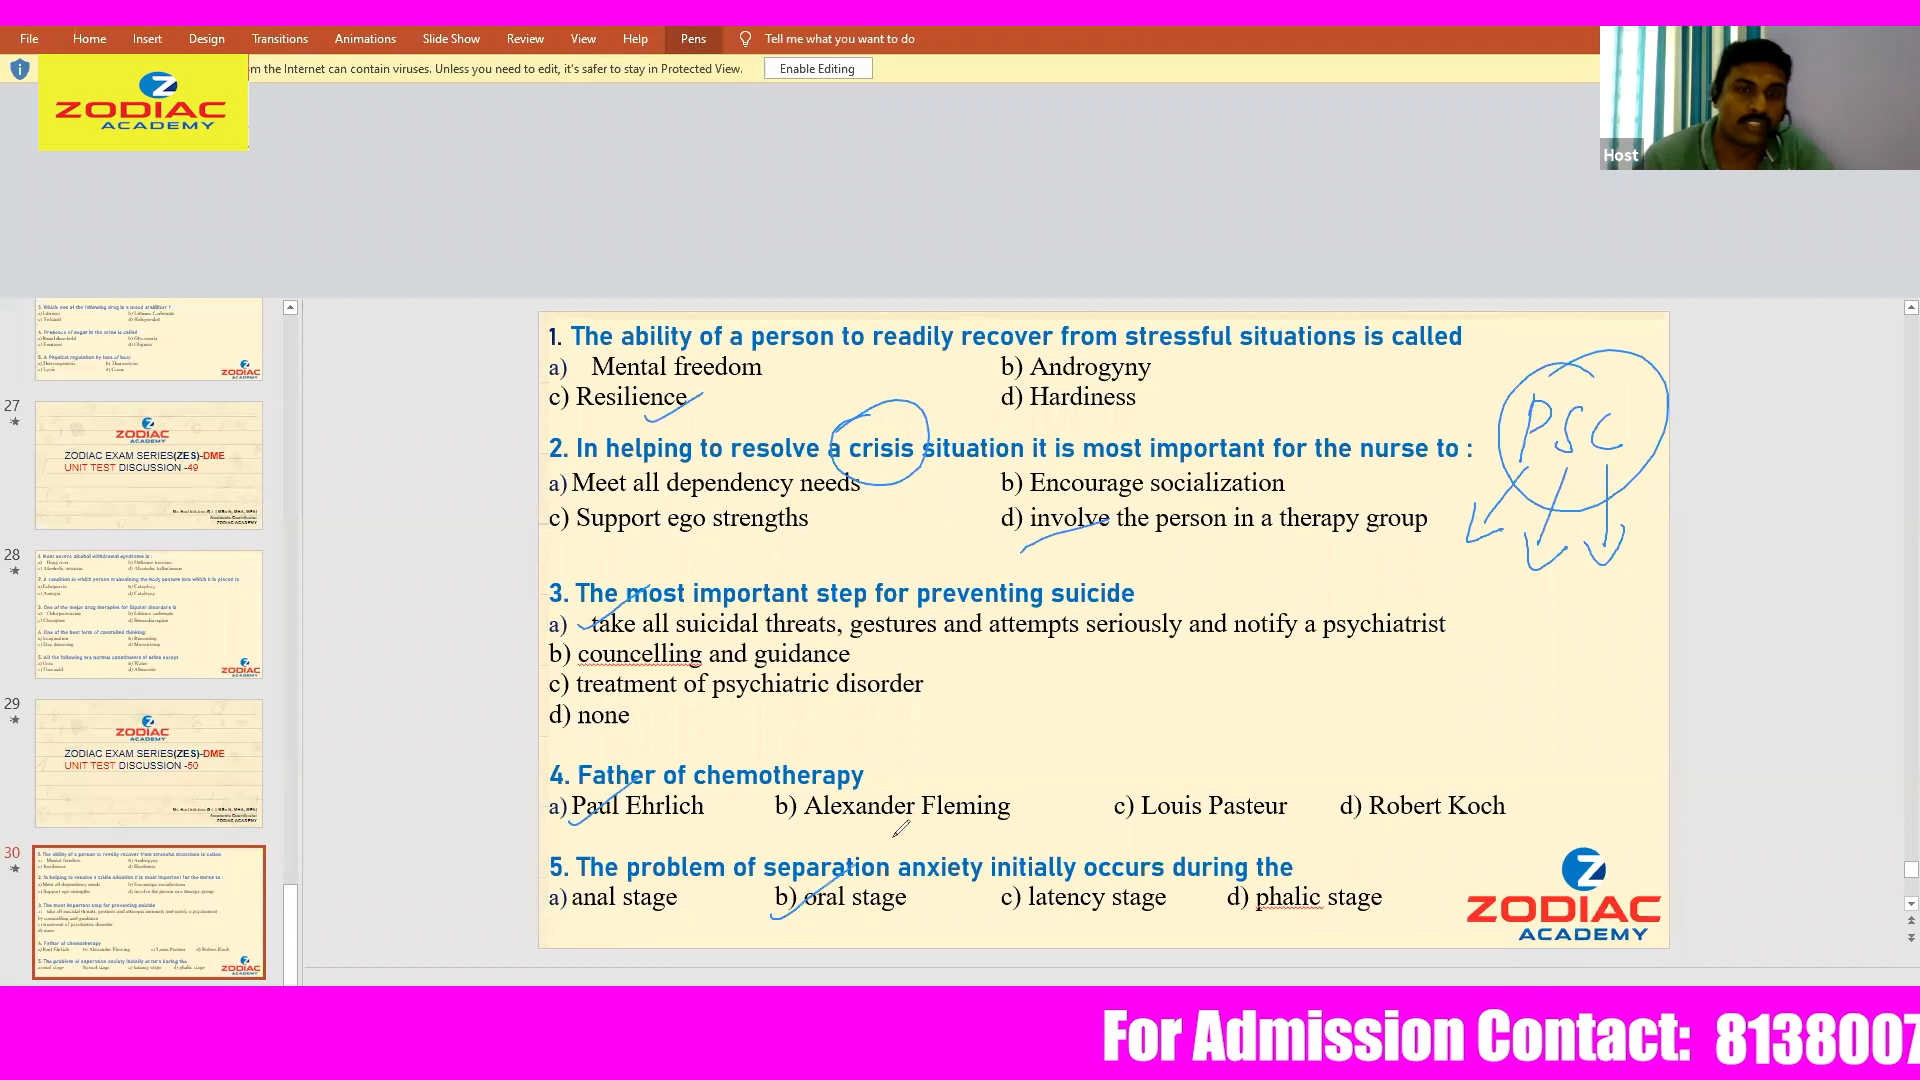 File Home Insert Design Transitions Animations Slide Show Review View Help Pens Tell me what you want to do
om the Internet can contain viruses. Unless you need to edit, it's safer to stay in Protected View. Enable Editing
Z
ZODIAC
ACADEMY
Host
1. The ability of a person to readily recover from stressful situations is called
a) Mental freedom b) Androgyny
c) Resilience d) Hardiness
2. In helping to resolve a crisis situation it is most important for the nurse to :
a) Meet all dependency needs b) Encourage socialization
c) Support ego strengths d) involve the person in a therapy group
3. The most important step for preventing suicide
a) take all suicidal threats, gestures and attempts seriously and notify a psychiatrist
b) councelling and guidance
c) treatment of psychiatric disorder
d) none
4. Father of chemotherapy
a) Paul Ehrlich b) Alexander Fleming c) Louis Pasteur d) Robert Koch
5. The problem of separation anxiety initially occurs during the
a) anal stage b) oral stage c) latency stage d) phalic stage
PSC
Z
ZODIAC
ACADEMY
ZODIAC
27
ZODIAC
ACADEMY
ZODIAC EXAM SERIES(ZES)-DME
UNIT TEST DISCUSSION -49
28
ZODIAC
29
ZODIAC
ACADEMY
ZODIAC EXAM SERIES(ZES)-DME
UNIT TEST DISCUSSION -50
30
ZODIAC
For Admission Contact: 8138007